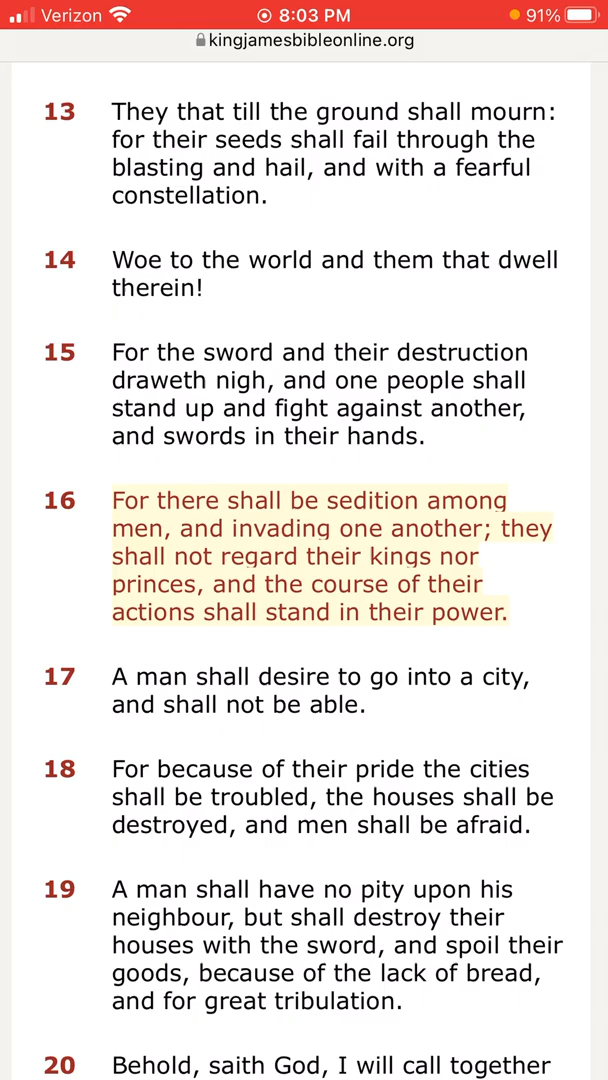 Verizon 8:03 PM 91%
kingjamesbibleonline.org
13 They that till the ground shall mourn:
for their seeds shall fail through the
blasting and hail, and with a fearful
constellation.
14 Woe to the world and them that dwell
therein!
15 For the sword and their destruction
draweth nigh, and one people shall
stand up and fight against another,
and swords in their hands.
16 For there shall be sedition among
men, and invading one another; they
shall not regard their kings nor
princes, and the course of their
actions shall stand in their power.
17 A man shall desire to go into a city,
and shall not be able.
18 For because of their pride the cities
shall be troubled, the houses shall be
destroyed, and men shall be afraid.
19 A man shall have no pity upon his
neighbour, but shall destroy their
houses with the sword, and spoil their
goods, because of the lack of bread,
and for great tribulation.
20 Behold, saith God, I will call together